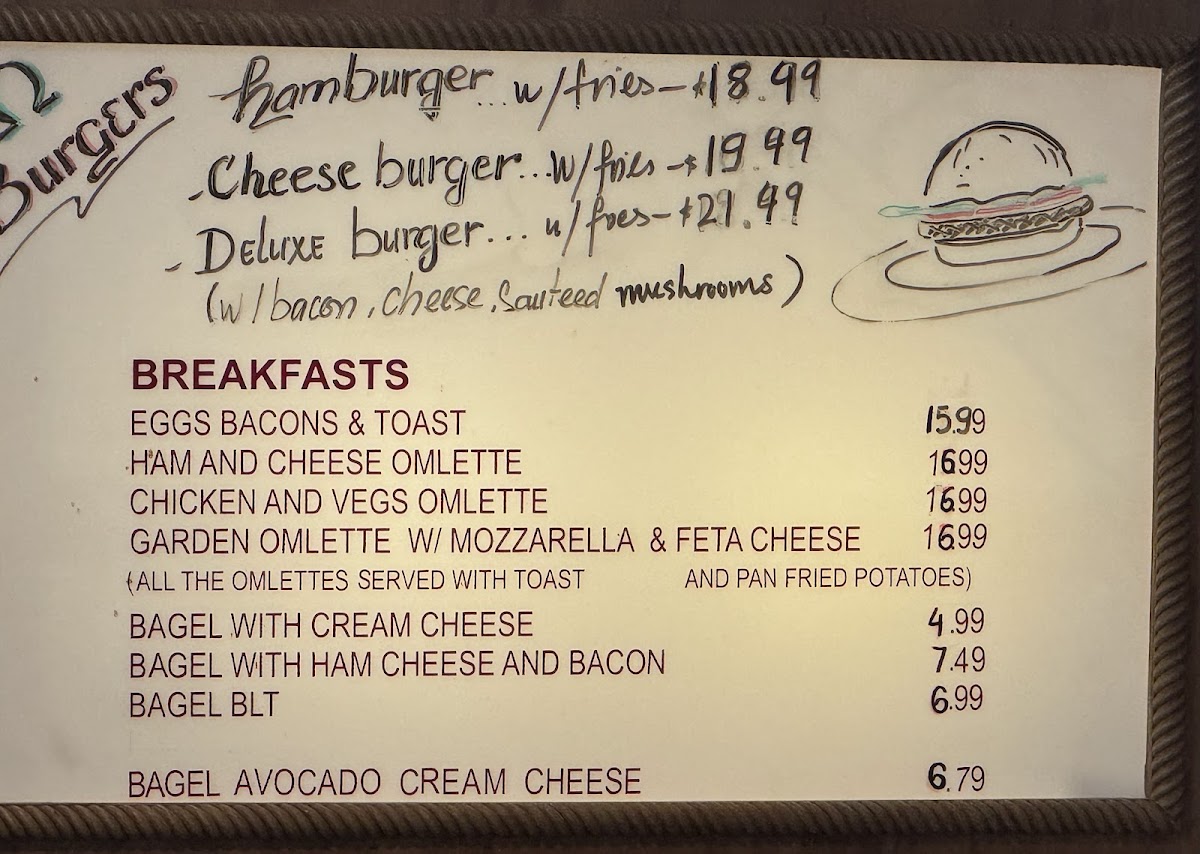 Burgers
hamburger...w/fries-$18.99
-Cheese burger...w/fries-$19.99
-Deluxe burger... w/fries-$21.99
(w/bacon, cheese, Sauteed mushrooms)
BREAKFASTS
EGGS BACONS & TOAST 15.99
HAM AND CHEESE OMLETTE 16.99
CHICKEN AND VEGS OMLETTE 16.99
GARDEN OMLETTE W/ MOZZARELLA & FETA CHEESE 16.99
(ALL THE OMLETTES SERVED WITH TOAST AND PAN FRIED POTATOES)
BAGEL WITH CREAM CHEESE 4.99
BAGEL WITH HAM CHEESE AND BACON 7.49
BAGEL BLT 6.99
BAGEL AVOCADO CREAM CHEESE 6.79